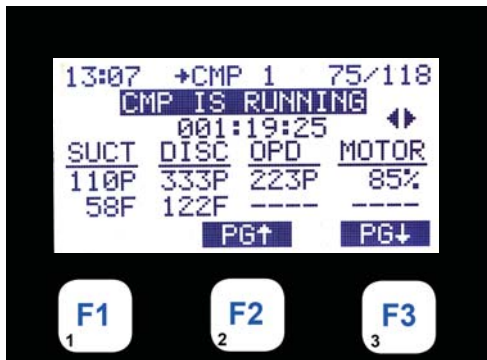 13:07 →CMP 1 75/118
CMP IS RUNNING
001:19:25 ◀▶
SUCT DISC OPD MOTOR
110P 333P 223P 85%
58F 122F ---- ----
PG↑ PG↓
F1 F2 F3
1 2 3